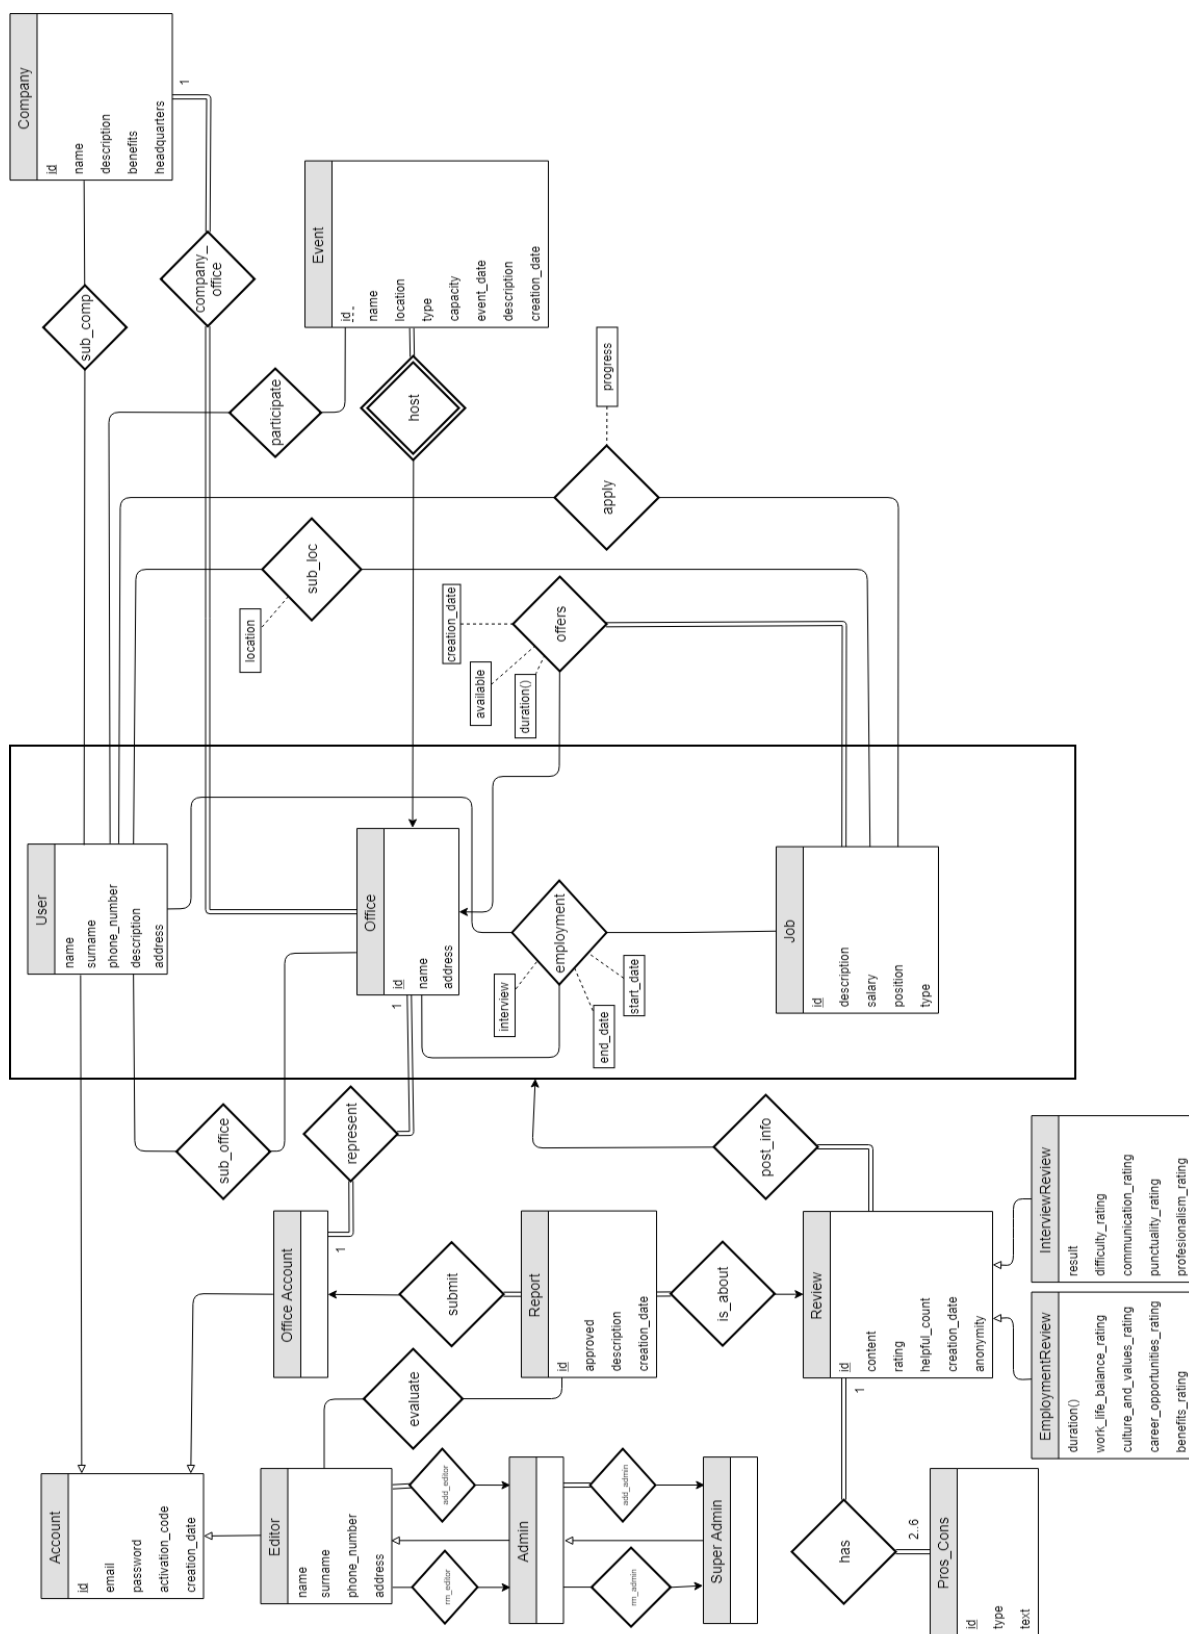 Company
id
name
description
benefits
headquarters
1
sub_comp
company_
office
Event
id
name
location
type
capacity
event_date
description
creation_date
participate
host
progress
apply
sub_loc
location
creation_date
available
duration()
offers
User
name
surname
phone_number
description
address
Office
id
name
address
1
employment
interview
end_date
start_date
Job
id
description
salary
position
type
sub_office
represent
post_info
Office Account
1
submit
Report
id
approved
description
creation_date
is_about
Review
id
content
rating
helpful_count
creation_date
anonymity
1
InterviewReview
result
difficulty_rating
communication_rating
punctuality_rating
profesionalism_rating
EmploymentReview
duration()
work_life_balance_rating
culture_and_values_rating
career_opportunities_rating
benefits_rating
evaluate
Account
id
email
password
activation_code
creation_date
Editor
name
surname
phone_number
address
add_editor
rm_editor
Admin
add_admin
rm_admin
Super Admin
has
2..6
Pros_Cons
id
type
text